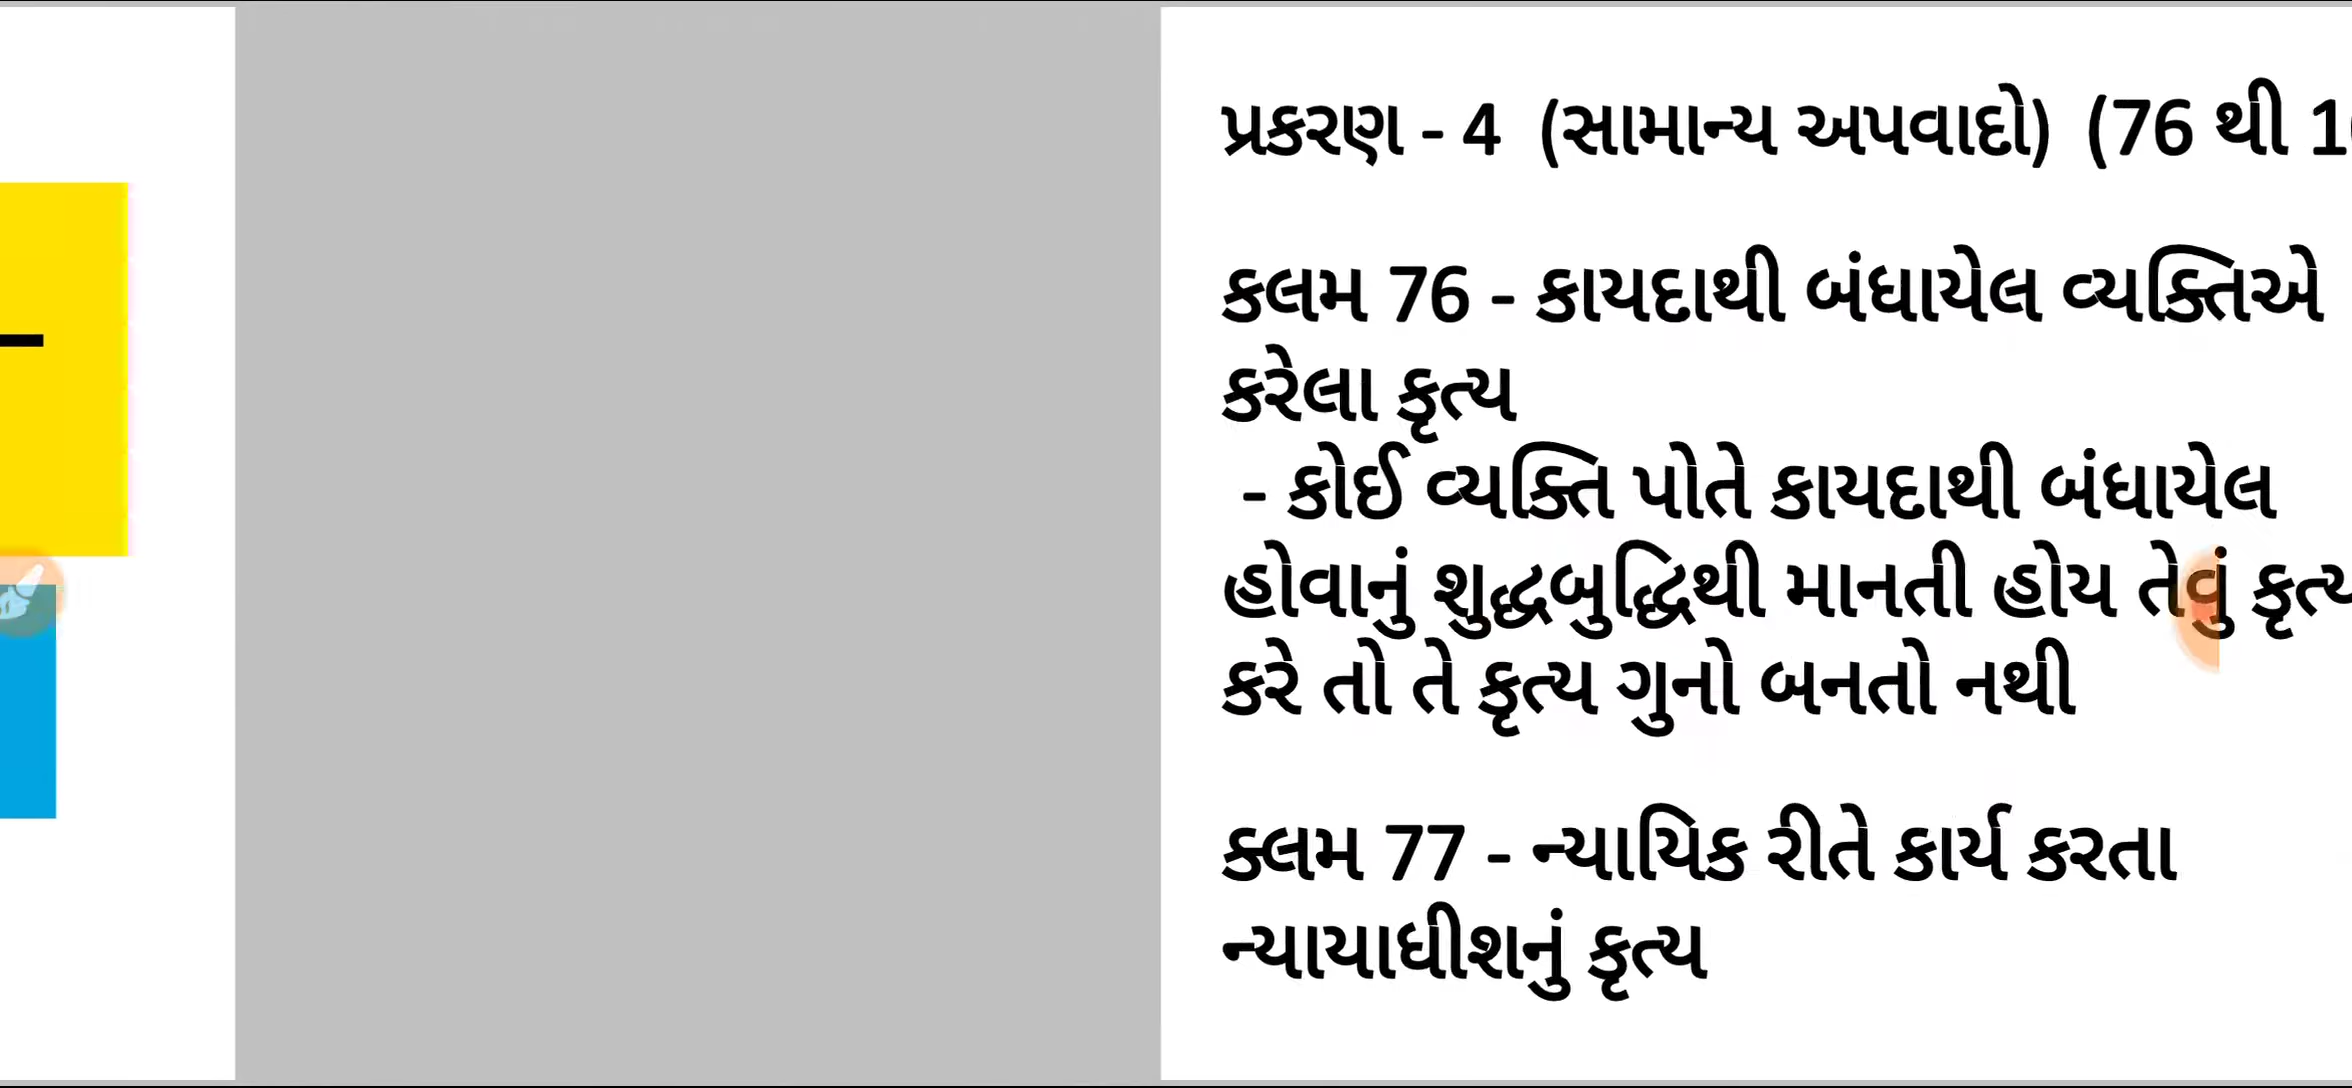 પ્રકરણ - 4 (સામાન્ય અપવાદો) (76 થી
કલમ 76 - કાયદાથી બંધાયેલ વ્યક્તિએ
કરેલા કૃત્ય
- કોઈ વ્યક્તિ પોતે કાયદાથી બંધાયેલ
હોવાનું શુદ્ધબુદ્ધિથી માનતી હોય તેવું કૃત્ય
કરે તો તે કૃત્ય ગુનો બનતો નથી
ક્લમ 77 - ન્યાયિક રીતે કાર્ય કરતા
ન્યાયાધીશનું કૃત્ય